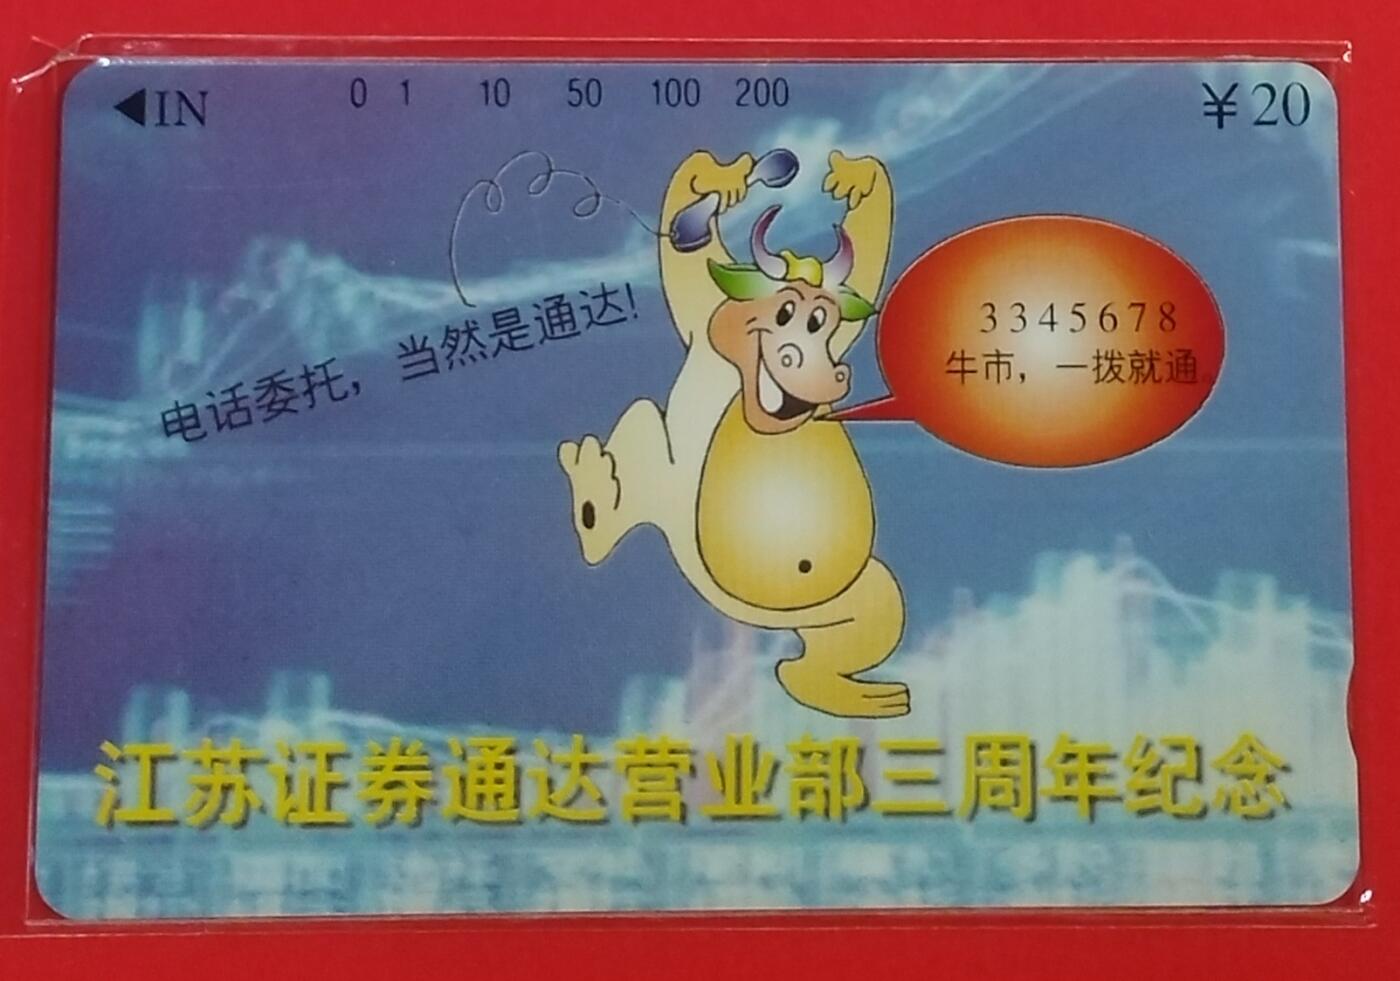 ◀IN 0 1 10 50 100 200 ¥20
电话委托，当然是通达!
3345678
牛市，一拨就通。
江苏证券通达营业部三周年纪念